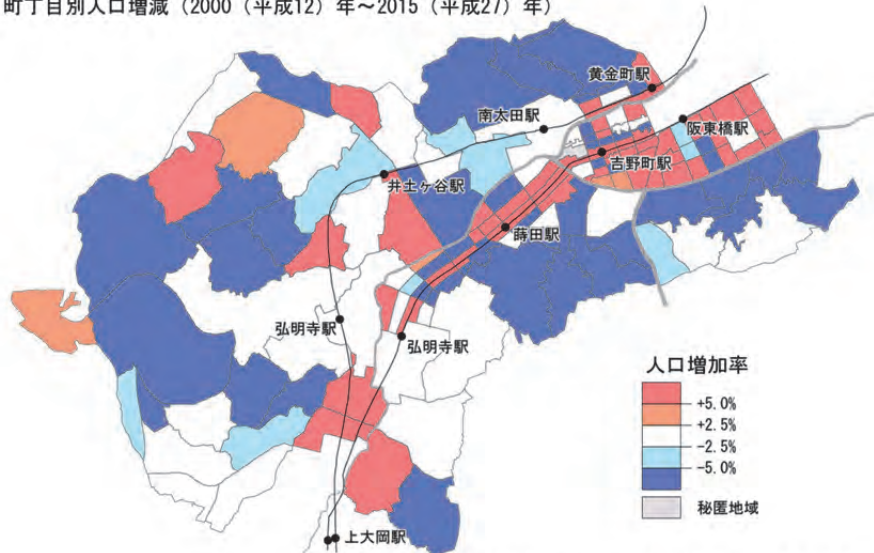 町丁目別人口増減（2000（平成12）年～2015（平成27）年）
黄金町駅
南太田駅
阪東橋駅
吉野町駅
井土ヶ谷駅
蒔田駅
弘明寺駅
弘明寺駅
人口増加率
+5.0%
+2.5%
-2.5%
-5.0%
秘匿地域
上大岡駅